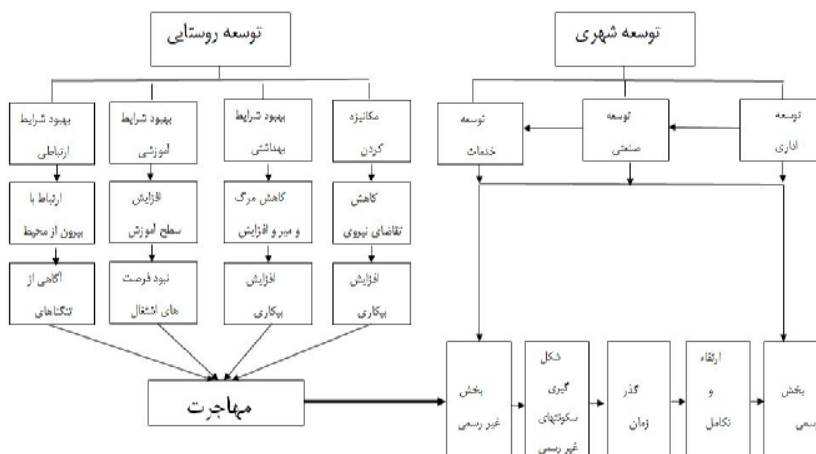 توسعه شهری
توسعه روستایی
توسعه
اداری
توسعه
صنعتی
توسعه
خدمات
مکانیزه
کردن
بهبود شرایط
بهداشتی
بهبود شرایط
آموزشی
بهبود شرایط
ارتباطی
کاهش
تقاضای نیروی
کاهش مرگ
و میر و افزایش
افزایش
سطح آموزش
ارتباط با
بیرون از محیط
افزایش
بیکاری
افزایش
بیکاری
نبود فرصت
های اشتغال
آگاهی از
تنگناهای
مهاجرت
بخش
غیر رسمی
شکل
گیری
سکونتهای
غیر رسمی
گذر
زمان
ارتقاء
و
تکامل
بخش
رسمی